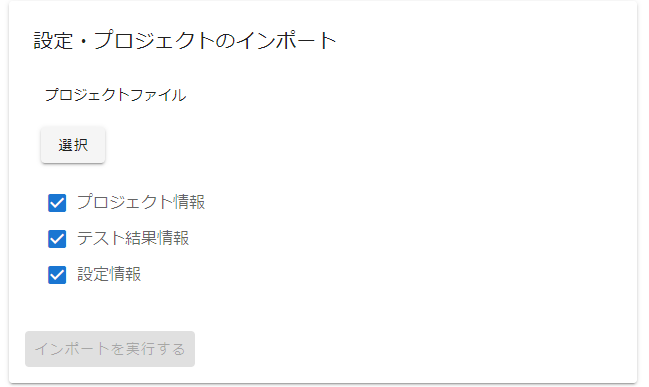 設定・プロジェクトのインポート
プロジェクトファイル
選択
プロジェクト情報
テスト結果情報
設定情報
インポートを実行する